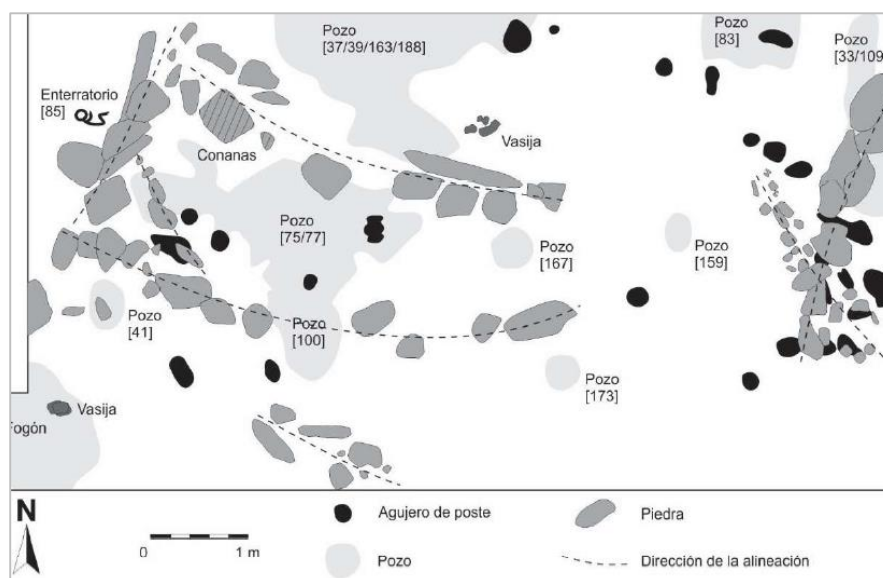 Pozo
[37/39/163/188]
Pozo
[83]
Pozo
[33/109
Enterratorio
[85]
Conanas
Vasija
Pozo
[75/77]
Pozo
[167]
Pozo
[159]
Pozo
[41]
Pozo
[100]
Pozo
[173]
Vasija
Fogón
N
0
1 m
Agujero de poste
Pozo
Piedra
Dirección de la alineación